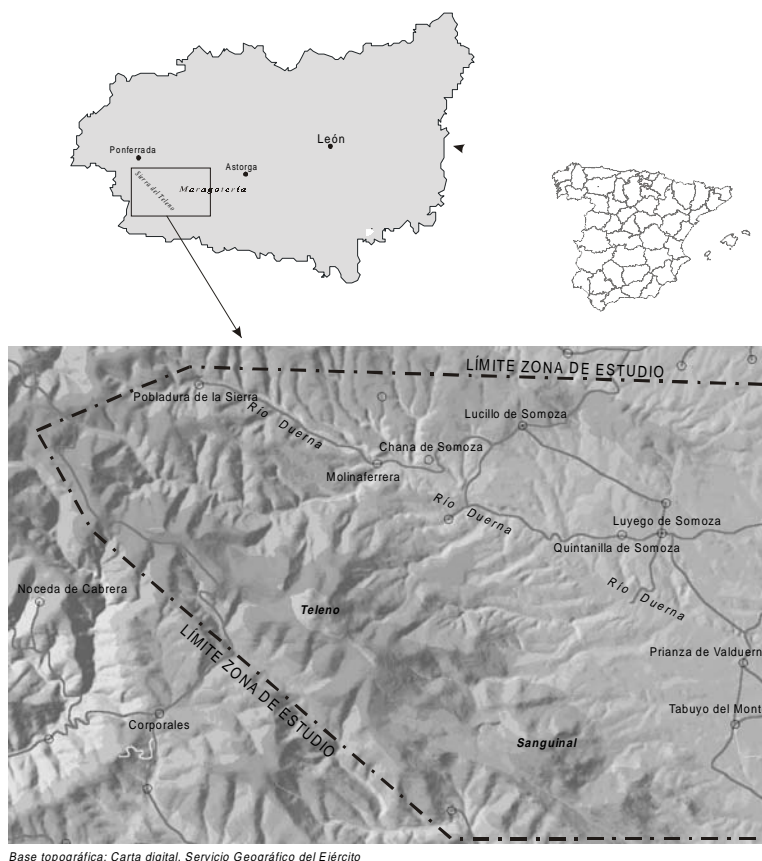 León
Ponferrada
Astorga
Sierra del Teleno
Maragatería
LÍMITE ZONA DE ESTUDIO
Pobladura de la Sierra
Río Duerna
Lucillo de Somoza
Chana de Somoza
Molinaferrera
Río Duerna
Luyego de Somoza
Quintanilla de Somoza
Noceda de Cabrera
Teleno
Río Duerna
LÍMITE ZONA DE ESTUDIO
Prianza de Valduern
Tabuyo del Mont
Corporales
Sanguinal
Base topográfica: Carta digital. Servicio Geográfico del Ejército